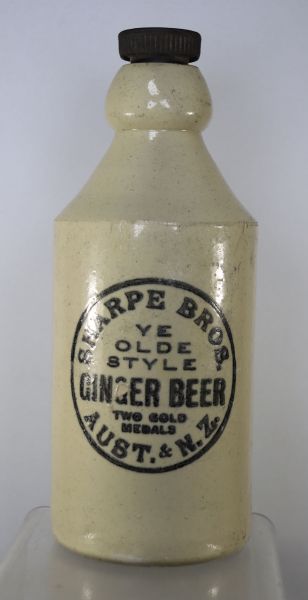 SHARPE BROS.
YE
OLDE
STYLE
GINGER BEER
TWO GOLD
MEDALS
AUST. & N.Z.